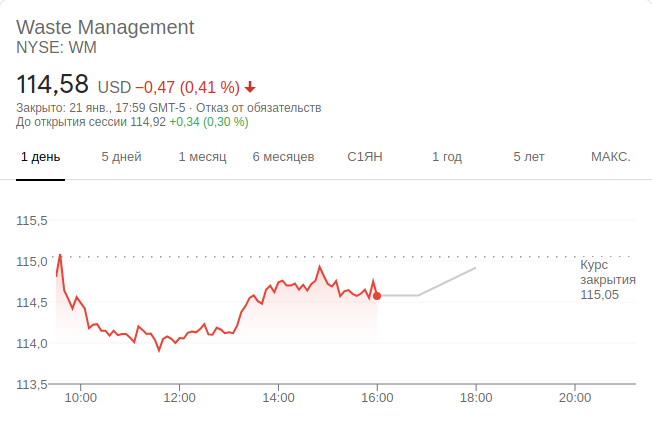 Waste Management
NYSE: WM
114,58 USD −0,47 (0,41 %)
Закрыто: 21 янв., 17:59 GMT-5 · Отказ от обязательств
До открытия сессии 114,92 +0,34 (0,30 %)
1 день 5 дней 1 месяц 6 месяцев С1ЯН 1 год 5 лет МАКС.
115,5
115,0
Курс
закрытия
115,05
114,5
114,0
113,5
10:00 12:00 14:00 16:00 18:00 20:00